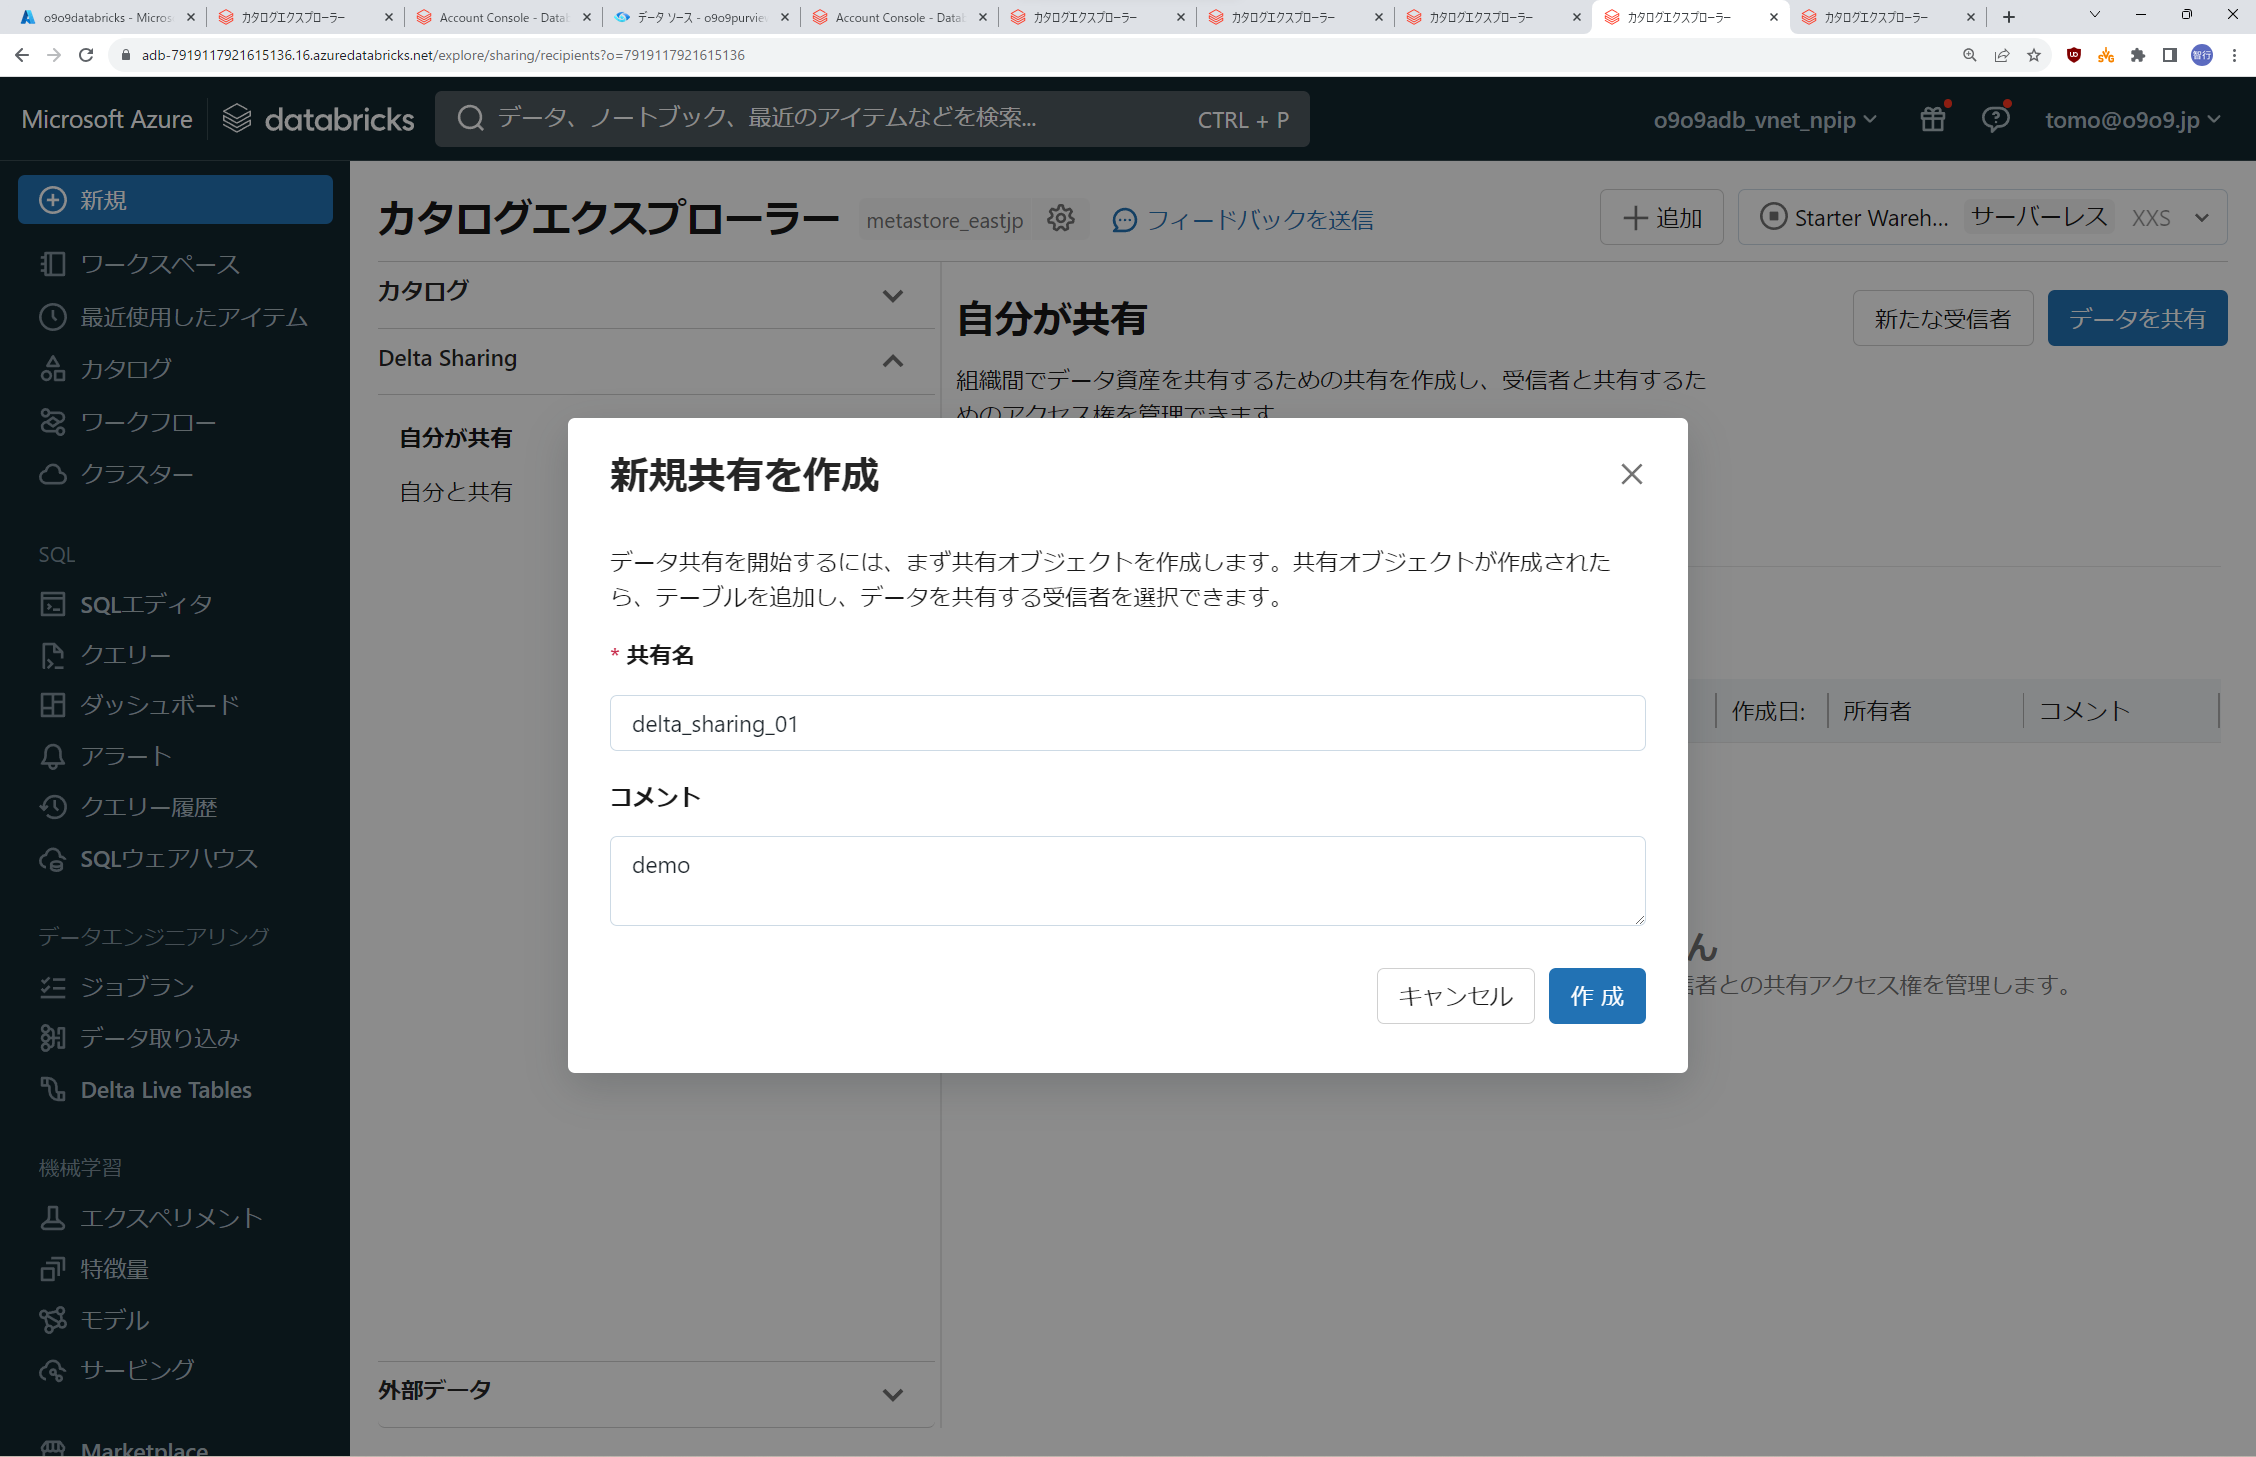 o9o9databricks - Micros
カタログエクスプローラー
Account Console - Datab
データ ソース - o9o9purvie
Account Console - Datab
カタログエクスプローラー
カタログエクスプローラー
カタログエクスプローラー
カタログエクスプローラー
カタログエクスプローラー
adb-7919117921615136.16.azuredatabricks.net/explore/sharing/recipients?o=7919117921615136
智行
Microsoft Azure
databricks
データ、ノートブック、最近のアイテムなどを検索... CTRL + P
o9o9adb_vnet_npip
tomo@o9o9.jp
新規
ワークスペース
最近使用したアイテム
カタログ
ワークフロー
クラスター
SQL
SQLエディタ
クエリー
ダッシュボード
アラート
クエリー履歴
SQLウェアハウス
データエンジニアリング
ジョブラン
データ取り込み
Delta Live Tables
機械学習
エクスペリメント
特徴量
モデル
サービング
Marketplace
カタログエクスプローラー
metastore_eastjp
フィードバックを送信
追加
Starter Wareh... サーバーレス XXS
カタログ
Delta Sharing
自分が共有
自分と共有
外部データ
自分が共有
新たな受信者
データを共有
組織間でデータ資産を共有するための共有を作成し、受信者と共有するた
めのアクセス権を管理できます
作成日:
所有者
コメント
ん
信者との共有アクセス権を管理します。
新規共有を作成
データ共有を開始するには、まず共有オブジェクトを作成します。共有オブジェクトが作成された
ら、テーブルを追加し、データを共有する受信者を選択できます。
* 共有名
delta_sharing_01
コメント
demo
キャンセル
作 成